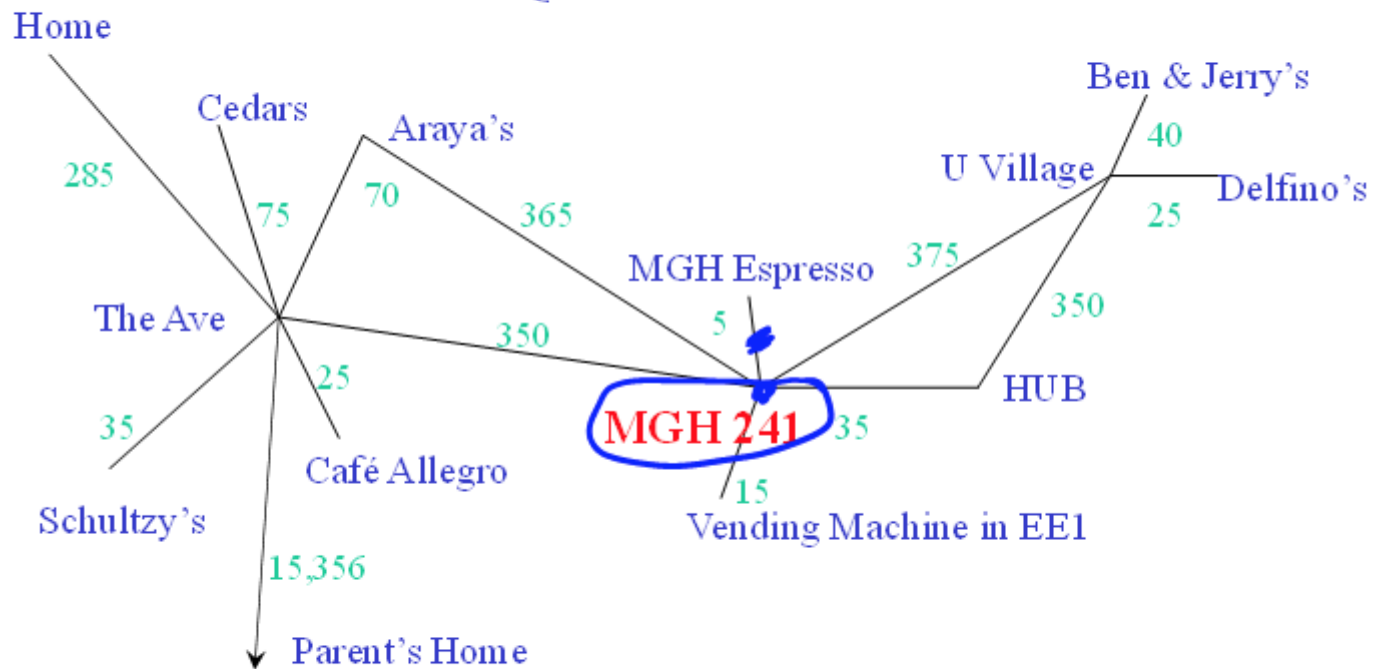 Home
Ben & Jerry's
Cedars
Araya's
40
U Village
Delfino's
285
70
25
75
365
375
MGH Espresso
The Ave
5
350
350
25
HUB
35
MGH 241
35
Café Allegro
15
Schultzy's
Vending Machine in EE1
15,356
Parent's Home